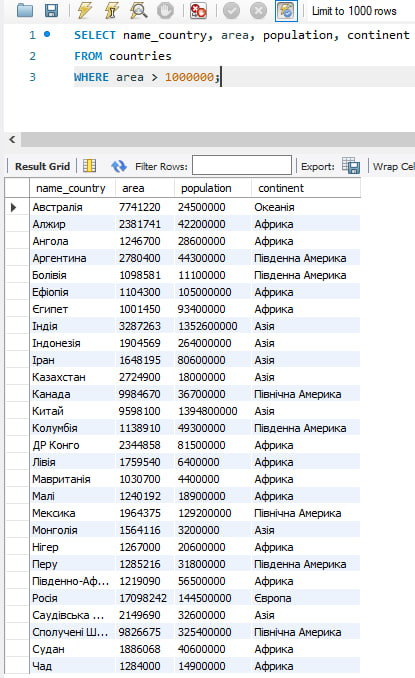 Limit to 1000 rows
1 SELECT name_country, area, population, continent
2 FROM countries
3 WHERE area > 1000000;
Result Grid Filter Rows: Export: Wrap Cel
name_country area population continent
Австралія 7741220 24500000 Океанія
Алжир 2381741 42200000 Африка
Ангола 1246700 28600000 Африка
Аргентина 2780400 44300000 Південна Америка
Болівія 1098581 11100000 Південна Америка
Ефіопія 1104300 105000000 Африка
Єгипет 1001450 93400000 Африка
Індія 3287263 1352600000 Азія
Індонезія 1904569 264000000 Азія
Іран 1648195 80600000 Азія
Казахстан 2724900 18000000 Азія
Канада 9984670 36700000 Північна Америка
Китай 9598100 1394800000 Азія
Колумбія 1138910 49300000 Південна Америка
ДР Конго 2344858 81500000 Африка
Лівія 1759540 6400000 Африка
Мавританія 1030700 4400000 Африка
Малі 1240192 18900000 Африка
Мексика 1964375 129200000 Північна Америка
Монголія 1564116 3200000 Азія
Нігер 1267000 20600000 Африка
Перу 1285216 31800000 Південна Америка
Південно-Аф... 1219090 56500000 Африка
Росія 17098242 144500000 Європа
Саудівська ... 2149690 32600000 Азія
Сполучені Ш... 9826675 325400000 Північна Америка
Судан 1886068 40600000 Африка
Чад 1284000 14900000 Африка